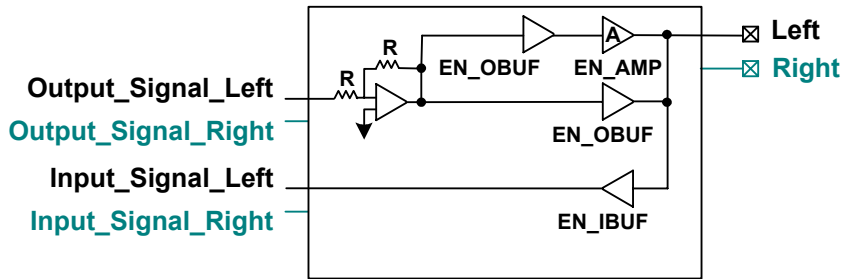 R
R
EN_OBUF
A
EN_AMP
Left
Right
Output_Signal_Left
Output_Signal_Right
EN_OBUF
Input_Signal_Left
Input_Signal_Right
EN_IBUF